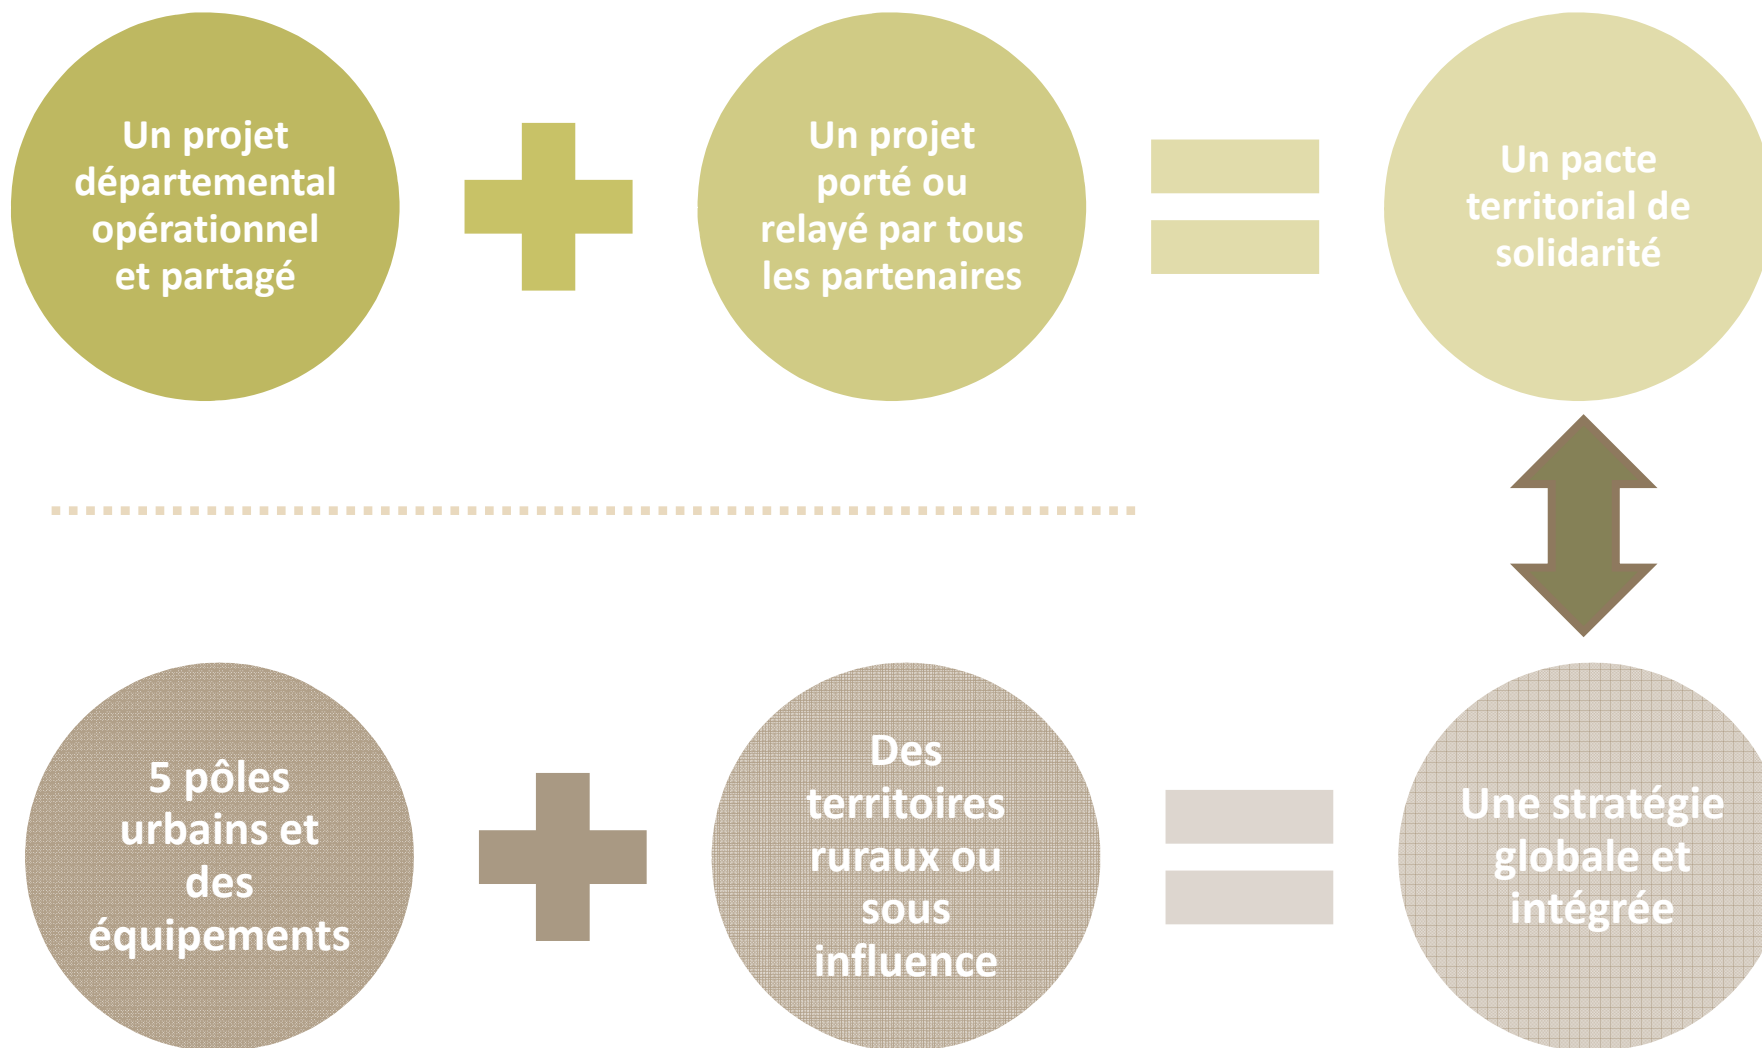 Un projet
départemental
opérationnel
et partagé
Un projet
porté ou
relayé par tous
les partenaires
Un pacte
territorial de
solidarité
5 pôles
urbains et
des
équipements
Des
territoires
ruraux ou
sous
influence
Une stratégie
globale et
intégrée